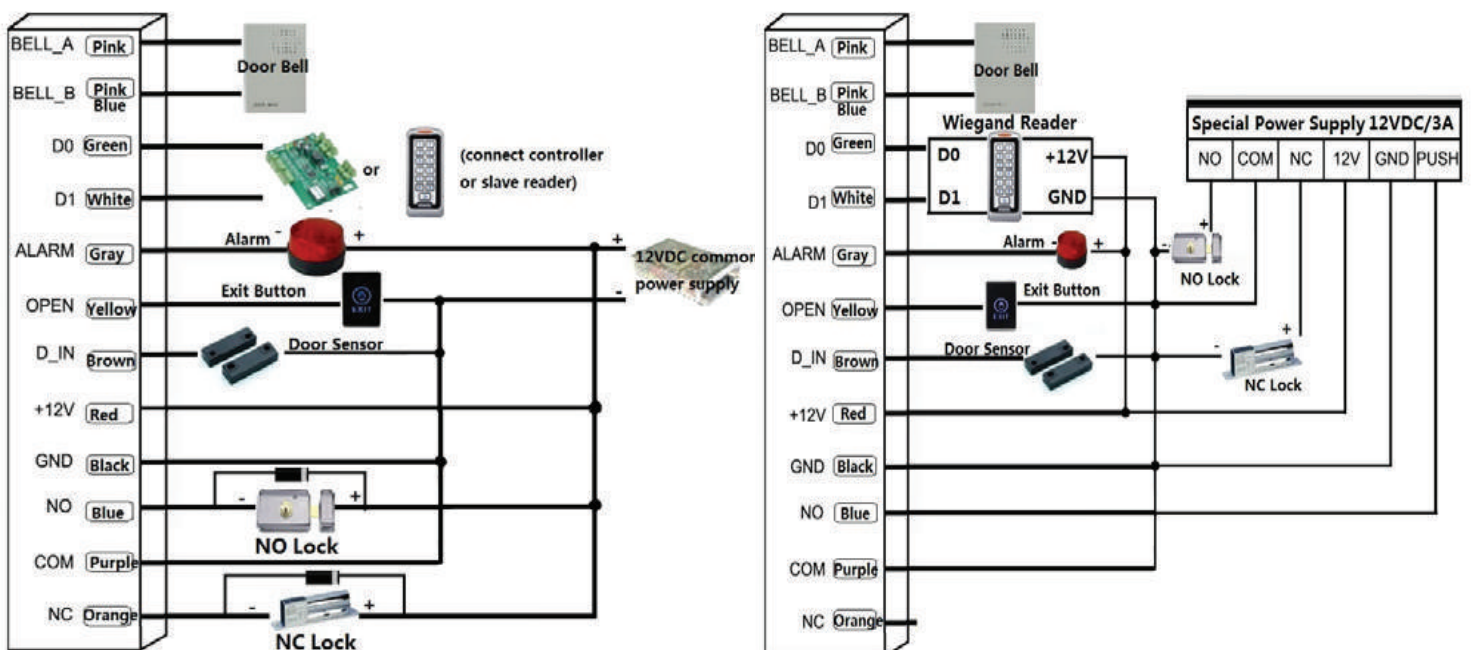 BELL_A Pink
Door Bell
BELL_B Pink
Blue
D0 Green
or
(connect controller
or slave reader)
D1 White
ALARM Gray
Alarm - +
+
12VDC common
power supply
-
OPEN Yellow
Exit Button
EXIT
D_IN Brown
Door Sensor
+12V Red
GND Black
NO Blue
- +
NO Lock
COM Purple
NC Orange
- +
NC Lock
BELL_A Pink
Door Bell
BELL_B Pink
Blue
Wiegand Reader
D0 Green
D0 +12V
D1 White
D1 GND
Special Power Supply 12VDC/3A
NO COM NC 12V GND PUSH
ALARM Gray
Alarm - +
- +
NO Lock
OPEN Yellow
Exit Button
D_IN Brown
Door Sensor
- +
NC Lock
+12V Red
GND Black
NO Blue
COM Purple
NC Orange